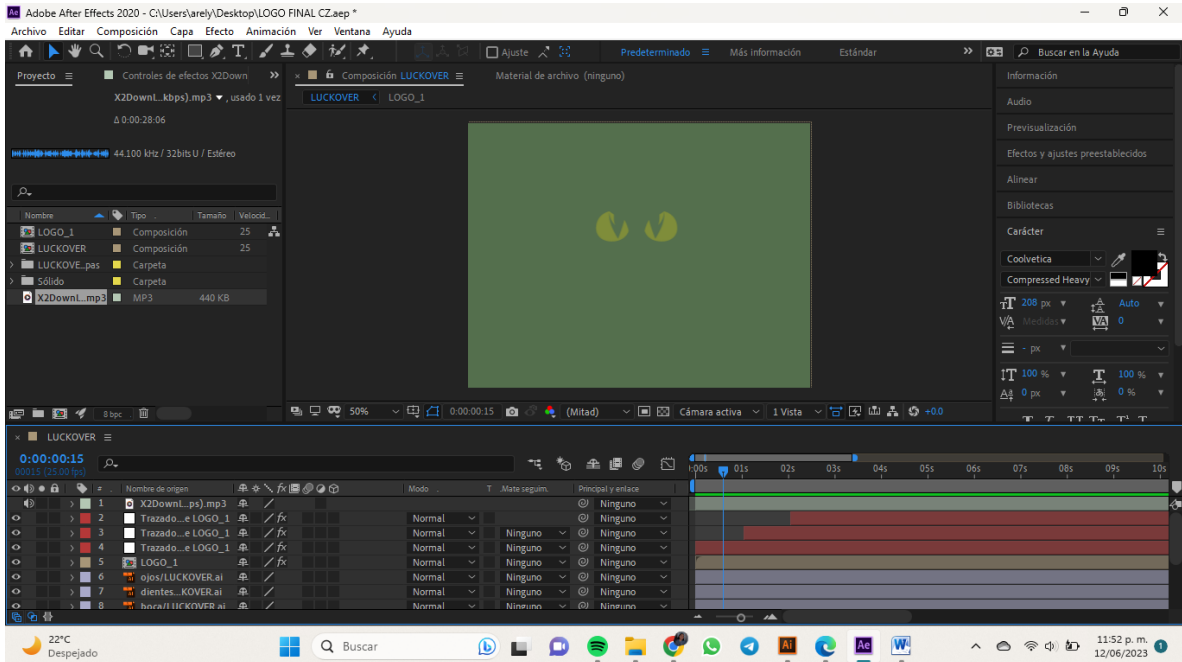 Adobe After Effects 2020 - C:\Users\arely\Desktop\LOGO FINAL CZ.aep *
Archivo Editar Composición Capa Efecto Animación Ver Ventana Ayuda
Ajuste Predeterminado Más información Estándar Buscar en la Ayuda
Proyecto Controles de efectos X2Down Composición LUCKOVER Material de archivo (ninguno) Información
X2Downl...kbps).mp3 , usado 1 vez LUCKOVER LOGO_1
Audio
Δ 0:00:28:06
Previsualización
44.100 kHz / 32bits U / Estéreo Efectos y ajustes preestablecidos
Alinear
Bibliotecas
Nombre Tipo Tamaño Velocid...
LOGO_1 Composición 25 Carácter
LUCKOVER Composición 25
LUCKOVE...pas Carpeta Coolvetica
Sólido Carpeta Compressed Heavy
X2Downl...mp3 MP3 440 KB
208 px Auto
Medidas 0
- px
100 % 100 %
0 px 0 %
8 bpc 50% 0:00:00:15 (Mitad) Cámara activa 1 Vista +0.0
LUCKOVER
0:00:00:15
00015 (25.00 fps) :00s 01s 02s 03s 04s 05s 06s 07s 08s 09s 10s
# Nombre de origen Modo T .Mate seguim. Principal y enlace
1 X2Downl...ps).mp3 Ninguno
2 Trazado...e LOGO_1 Normal Ninguno
3 Trazado...e LOGO_1 Normal Ninguno Ninguno
4 Trazado...e LOGO_1 Normal Ninguno Ninguno
5 LOGO_1 Normal Ninguno Ninguno
6 ojos/LUCKOVER.ai Normal Ninguno Ninguno
7 dientes...KOVER.ai Normal Ninguno Ninguno
8 boca/LUCKOVER.ai Normal Ninguno Ninguno
22°C
Despejado
Buscar
11:52 p. m.
12/06/2023